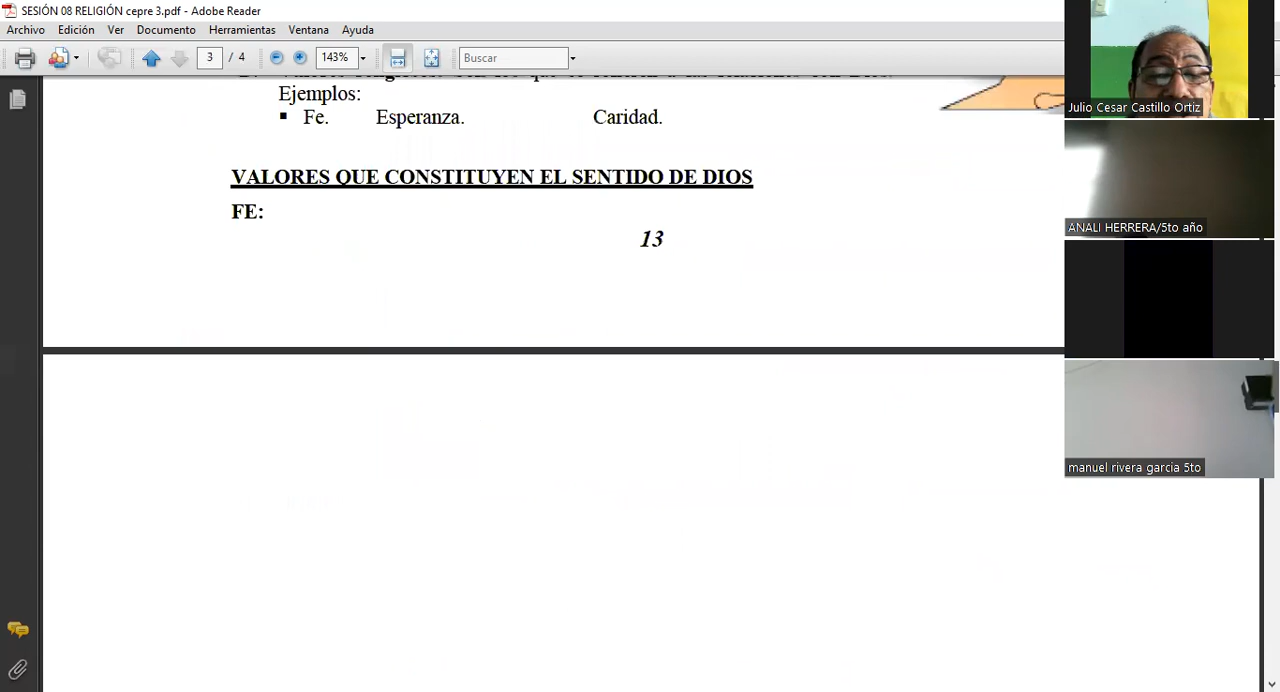 SESIÓN 08 RELIGIÓN cepre 3.pdf - Adobe Reader
Archivo Edición Ver Documento Herramientas Ventana Ayuda
3 / 4 143% Buscar
Ejemplos:
▪ Fe. Esperanza. Caridad.
VALORES QUE CONSTITUYEN EL SENTIDO DE DIOS
FE:
13
Julio Cesar Castillo Ortiz
ANALI HERRERA/5to año
manuel rivera garcia 5to